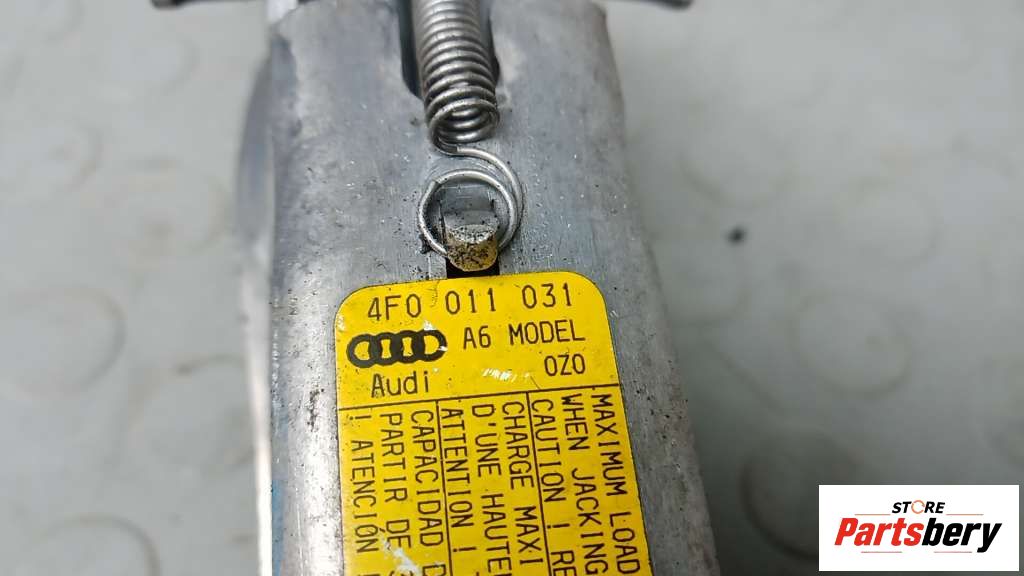 4F0 011 031
A6 MODEL
Audi
0Z0
MAXIMUM LOAD
WHEN JACKING
CAUTION !
CHARGE MAXI
D'UNE HAUTE
ATTENTION !
CAPACIDAD
PARTIR DE
! ATENCIÓN
STORE
Partsbery